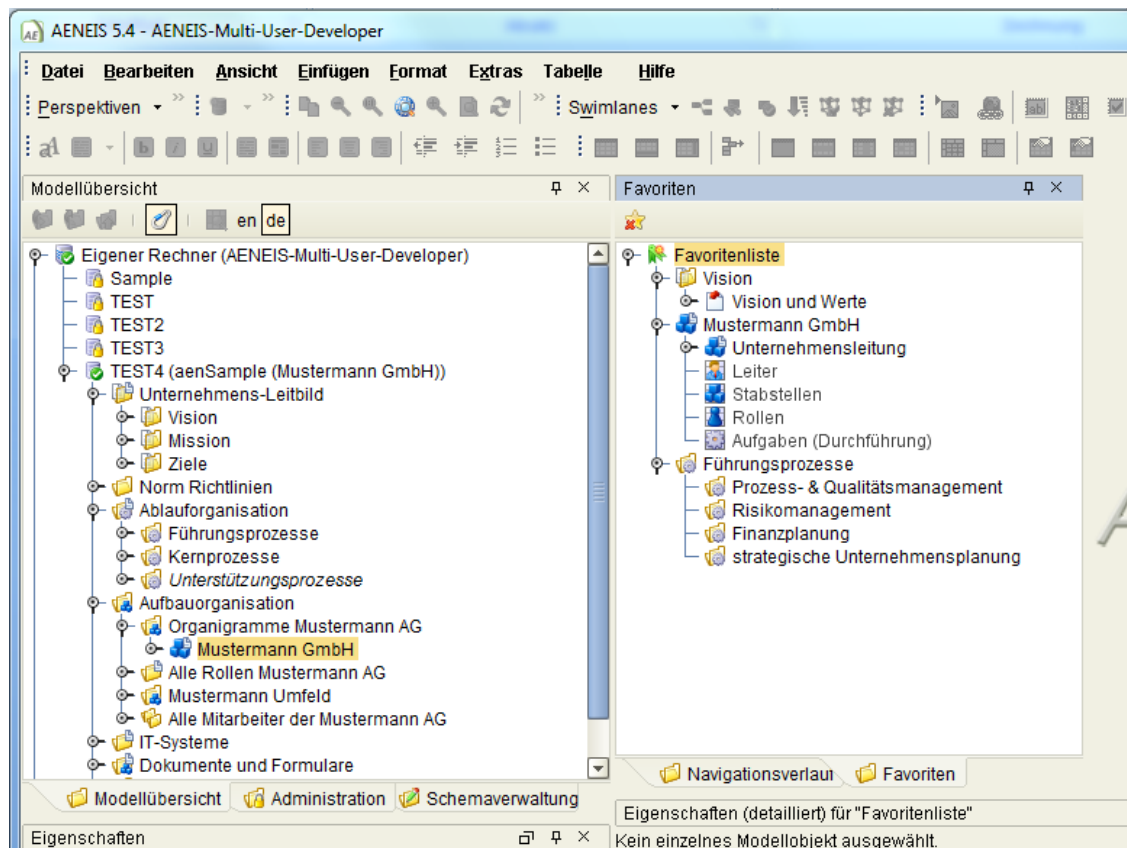 AENEIS 5.4 - AENEIS-Multi-User-Developer
Datei Bearbeiten Ansicht Einfügen Format Extras Tabelle Hilfe
Perspektiven Swimlanes
Modellübersicht
en de
Eigener Rechner (AENEIS-Multi-User-Developer)
Sample
TEST
TEST2
TEST3
TEST4 (aenSample (Mustermann GmbH))
Unternehmens-Leitbild
Vision
Mission
Ziele
Norm Richtlinien
Ablauforganisation
Führungsprozesse
Kernprozesse
Unterstützungsprozesse
Aufbauorganisation
Organigramme Mustermann AG
Mustermann GmbH
Alle Rollen Mustermann AG
Mustermann Umfeld
Alle Mitarbeiter der Mustermann AG
IT-Systeme
Dokumente und Formulare
Modellübersicht Administration Schemaverwaltung
Eigenschaften
Favoriten
Favoritenliste
Vision
Vision und Werte
Mustermann GmbH
Unternehmensleitung
Leiter
Stabstellen
Rollen
Aufgaben (Durchführung)
Führungsprozesse
Prozess- & Qualitätsmanagement
Risikomanagement
Finanzplanung
strategische Unternehmensplanung
Navigationsverlauf Favoriten
Eigenschaften (detailliert) für "Favoritenliste"
Kein einzelnes Modellobjekt ausgewählt.